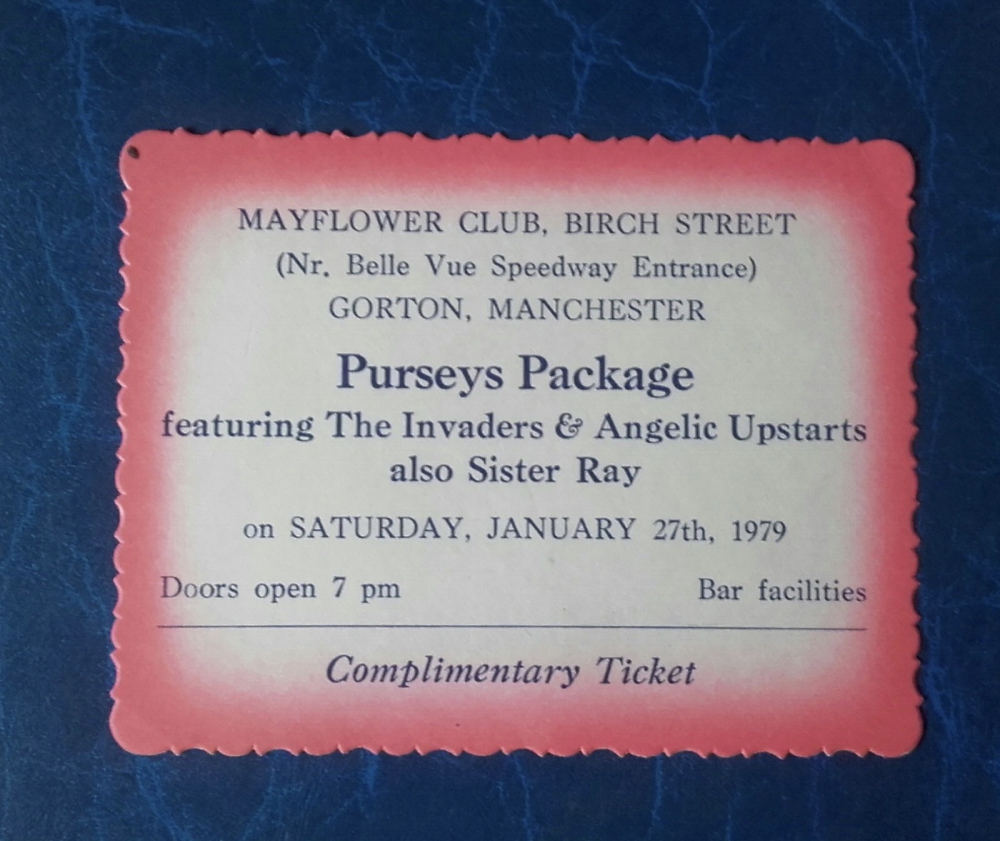 MAYFLOWER CLUB, BIRCH STREET
(Nr. Belle Vue Speedway Entrance)
GORTON, MANCHESTER
Purseys Package
featuring The Invaders & Angelic Upstarts
also Sister Ray
on SATURDAY, JANUARY 27th, 1979
Doors open 7 pm Bar facilities
Complimentary Ticket